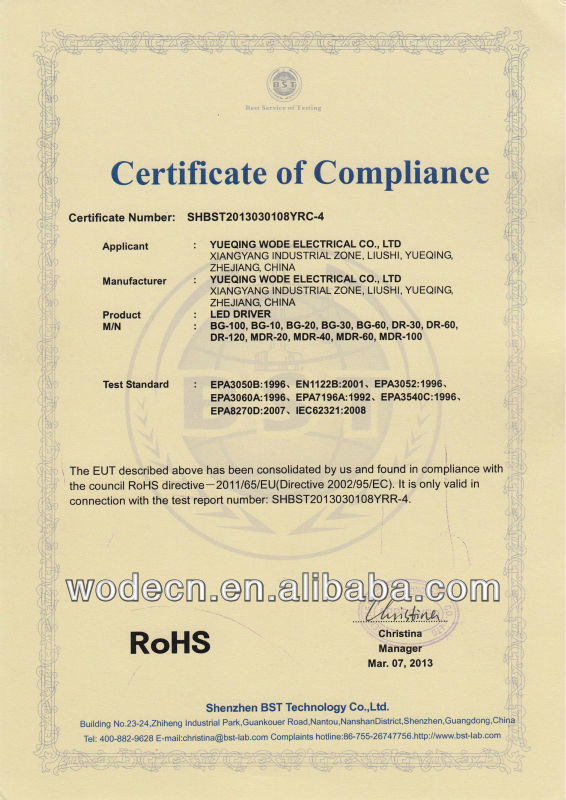 BST
Best Service of Testing
Certificate of Compliance
Certificate Number: SHBST2013030108YRC-4
Applicant : YUEQING WODE ELECTRICAL CO., LTD
XIANGYANG INDUSTRIAL ZONE, LIUSHI, YUEQING,
ZHEJIANG, CHINA
Manufacturer : YUEQING WODE ELECTRICAL CO., LTD
XIANGYANG INDUSTRIAL ZONE, LIUSHI, YUEQING,
ZHEJIANG, CHINA
Product : LED DRIVER
M/N : BG-100, BG-10, BG-20, BG-30, BG-60, DR-30, DR-60,
DR-120, MDR-20, MDR-40, MDR-60, MDR-100
Test Standard : EPA3050B:1996、EN1122B:2001、EPA3052:1996、
EPA3060A:1996、EPA7196A:1992、EPA3540C:1996、
EPA8270D:2007、IEC62321:2008
BST
The EUT described above has been consolidated by us and found in compliance with
the council RoHS directive－2011/65/EU(Directive 2002/95/EC). It is only valid in
connection with the test report number: SHBST2013030108YRR-4.
wodecn.en.alibaba.com
Christina
RoHS
Christina
Manager
Mar. 07, 2013
Shenzhen BST Technology Co.,Ltd.
Building No.23-24,Zhiheng Industrial Park,Guankouer Road,Nantou,NanshanDistrict,Shenzhen,Guangdong,China
Tel: 400-882-9628 E-mail:christina@bst-lab.com Complaints hotline:86-755-26747756.http://www.bst-lab.com